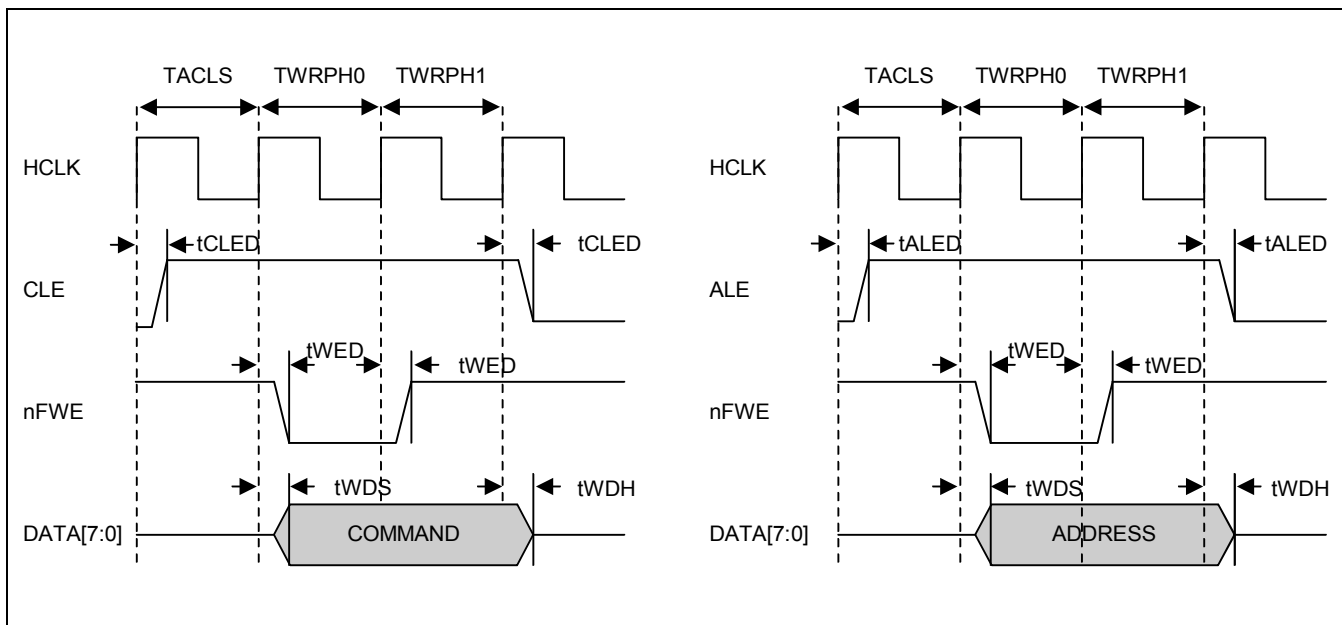 TACLS TWRPH0 TWRPH1
HCLK
tCLED tCLED
CLE
tWED tWED
nFWE
tWDS tWDH
DATA[7:0] COMMAND
TACLS TWRPH0 TWRPH1
HCLK
tALED tALED
ALE
tWED tWED
nFWE
tWDS tWDH
DATA[7:0] ADDRESS